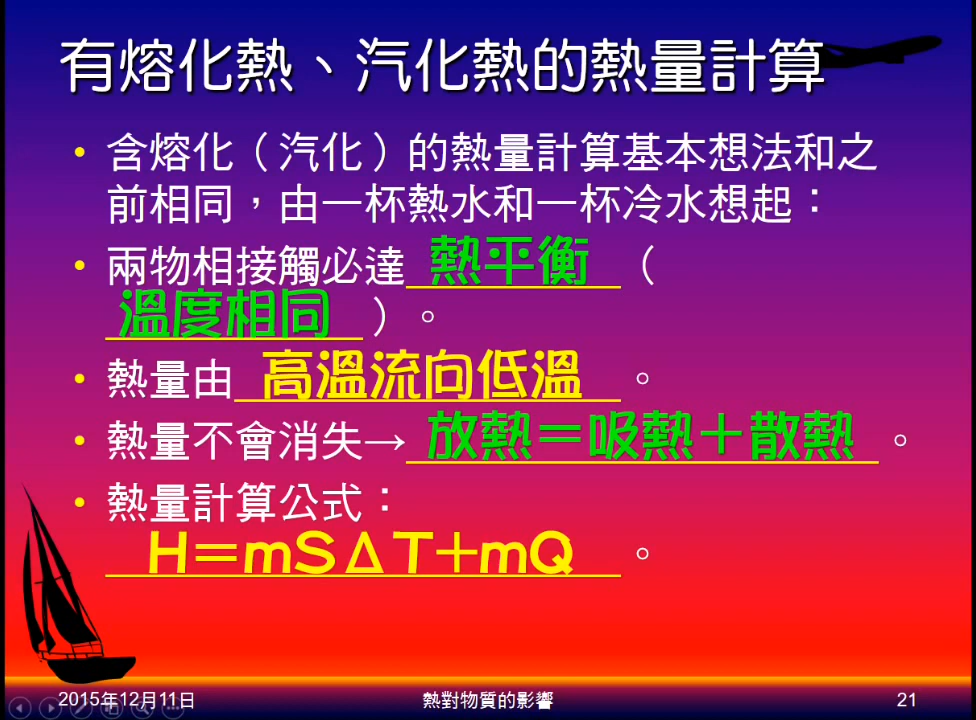 有熔化熱、汽化熱的熱量計算
• 含熔化（汽化）的熱量計算基本想法和之
前相同，由一杯熱水和一杯冷水想起：
• 兩物相接觸必達 熱平衡 （
溫度相同 ）。
• 熱量由 高溫流向低溫 。
• 熱量不會消失→ 放熱＝吸熱＋散熱 。
• 熱量計算公式：
H＝mSΔT＋mQ 。
2015年12月11日 熱對物質的影響 21